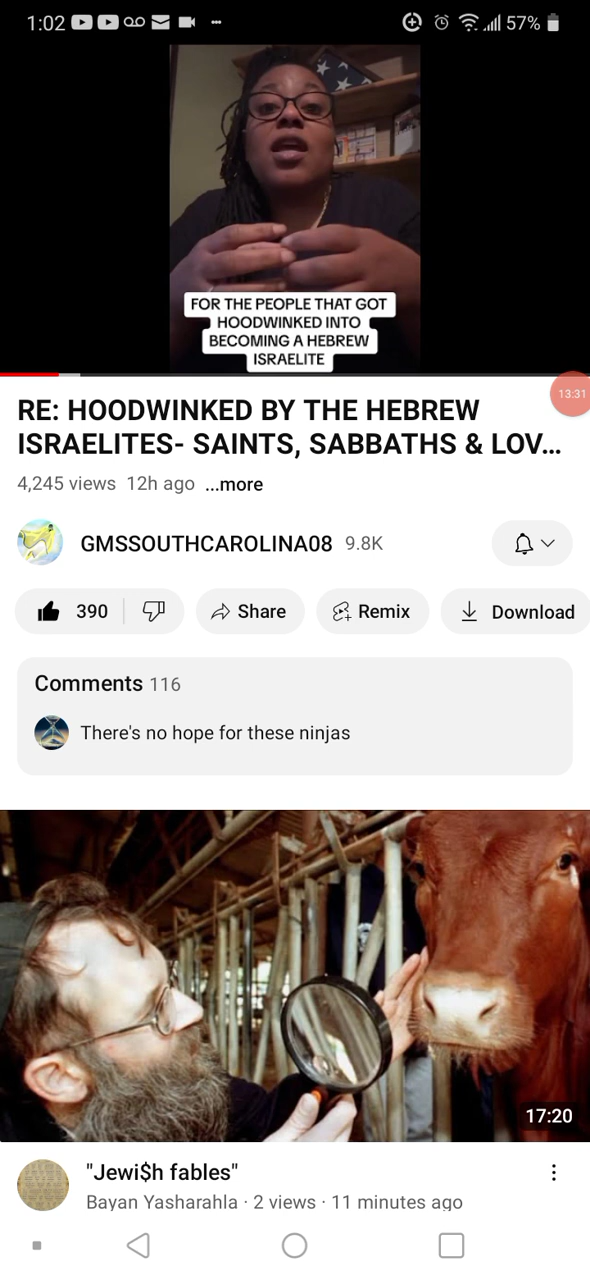 1:02
57%
FOR THE PEOPLE THAT GOT
HOODWINKED INTO
BECOMING A HEBREW
ISRAELITE
13:31
RE: HOODWINKED BY THE HEBREW
ISRAELITES- SAINTS, SABBATHS & LOV...
4,245 views 12h ago ...more
GMSSOUTHCAROLINA08 9.8K
390 Share Remix Download
Comments 116
There's no hope for these ninjas
17:20
"Jewi$h fables"
Bayan Yasharahla · 2 views · 11 minutes ago